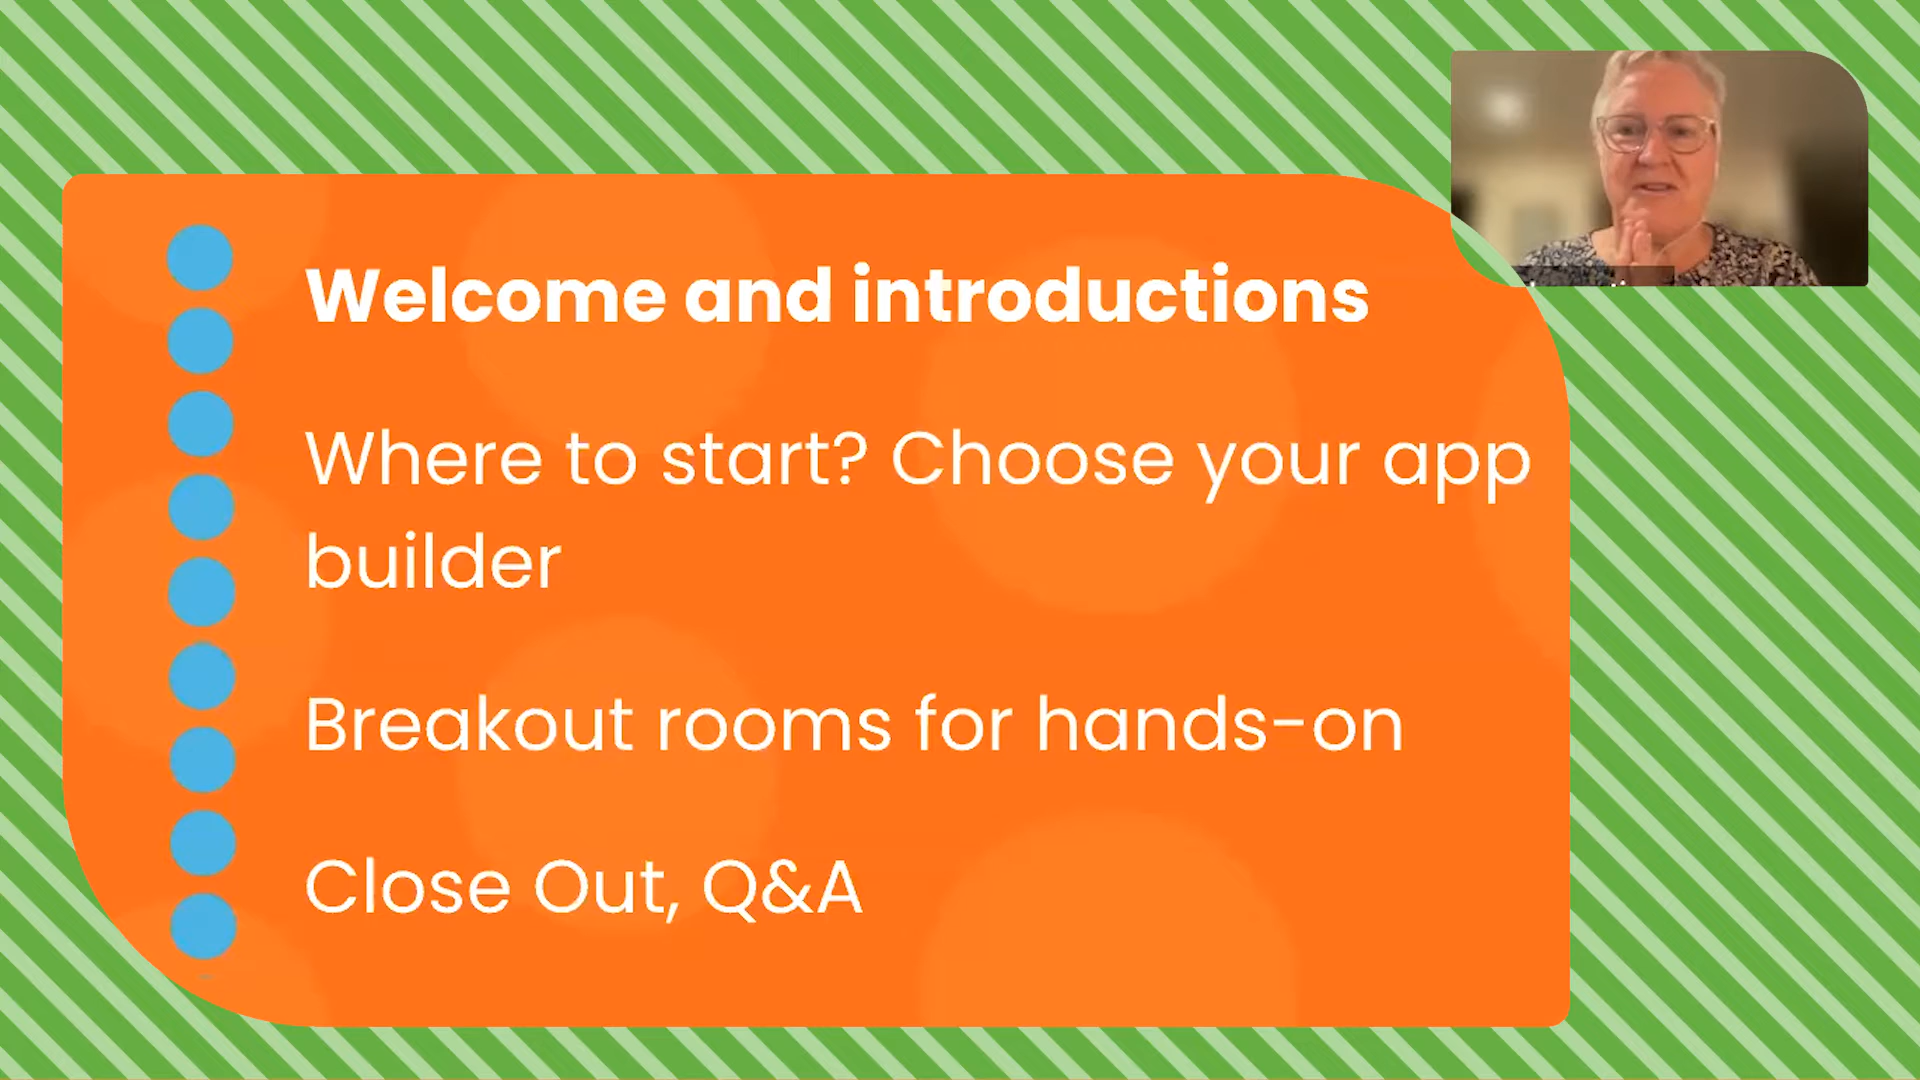 Welcome and introductions
Where to start? Choose your app
builder
Breakout rooms for hands-on
Close Out, Q&A